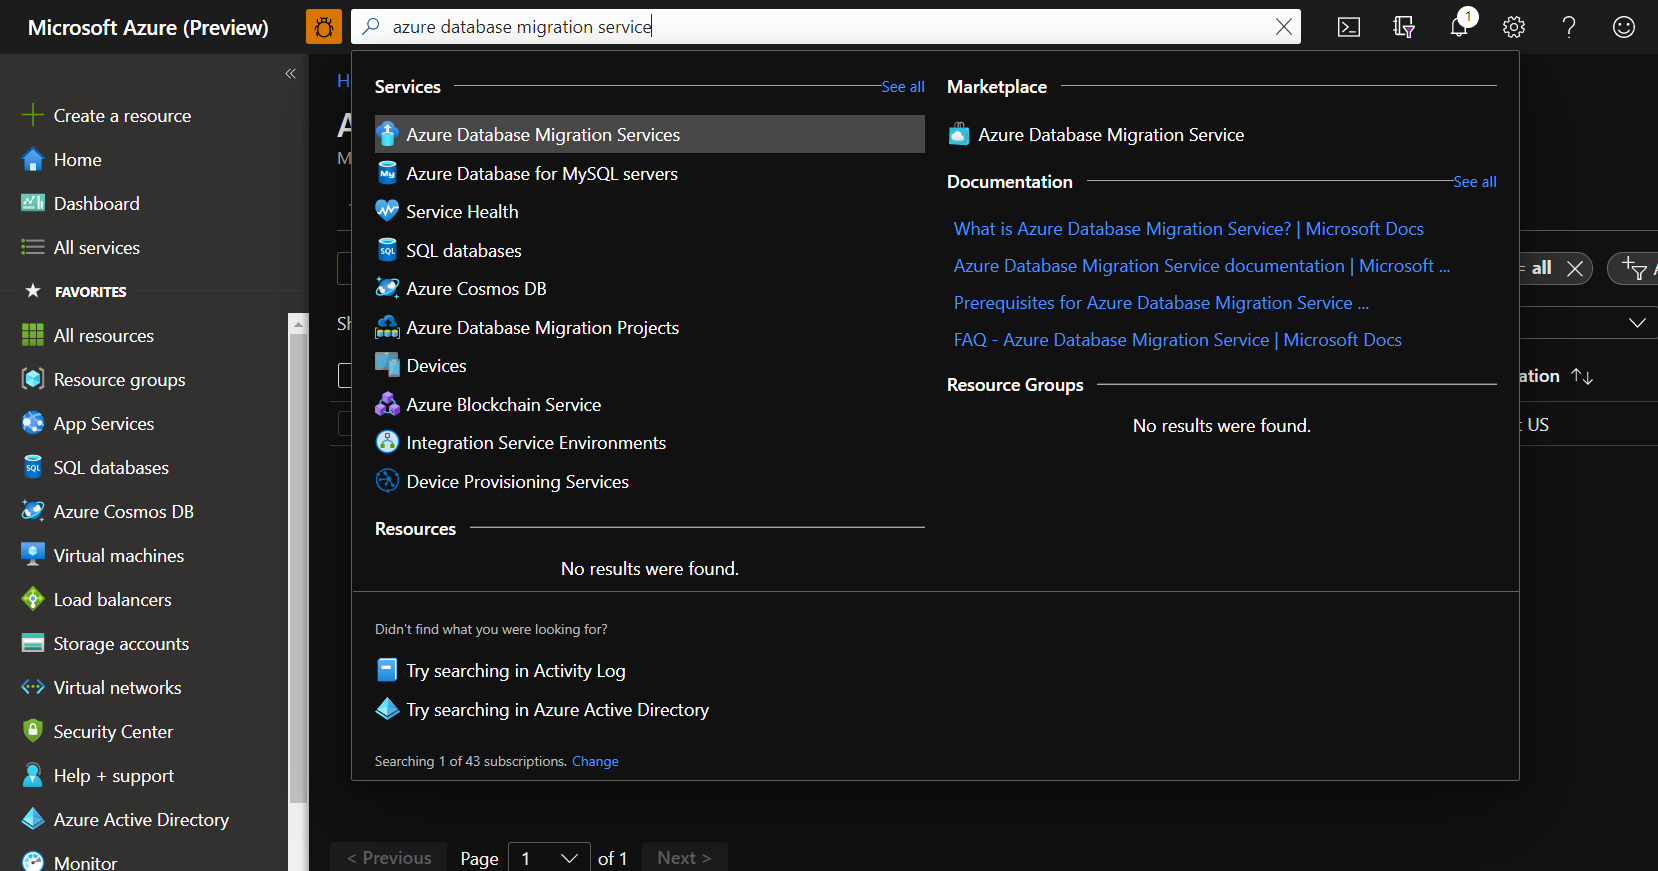 Microsoft Azure (Preview)
azure database migration service
1
Create a resource
Home
Dashboard
All services
FAVORITES
All resources
Resource groups
App Services
SQL databases
Azure Cosmos DB
Virtual machines
Load balancers
Storage accounts
Virtual networks
Security Center
Help + support
Azure Active Directory
Monitor
Services
See all
Azure Database Migration Services
Azure Database for MySQL servers
Service Health
SQL databases
Azure Cosmos DB
Azure Database Migration Projects
Devices
Azure Blockchain Service
Integration Service Environments
Device Provisioning Services
Resources
No results were found.
Marketplace
Azure Database Migration Service
Documentation
See all
What is Azure Database Migration Service? | Microsoft Docs
Azure Database Migration Service documentation | Microsoft ...
Prerequisites for Azure Database Migration Service ...
FAQ - Azure Database Migration Service | Microsoft Docs
Resource Groups
No results were found.
Didn't find what you were looking for?
Try searching in Activity Log
Try searching in Azure Active Directory
Searching 1 of 43 subscriptions. Change
all
ation
US
< Previous Page 1 of 1 Next >